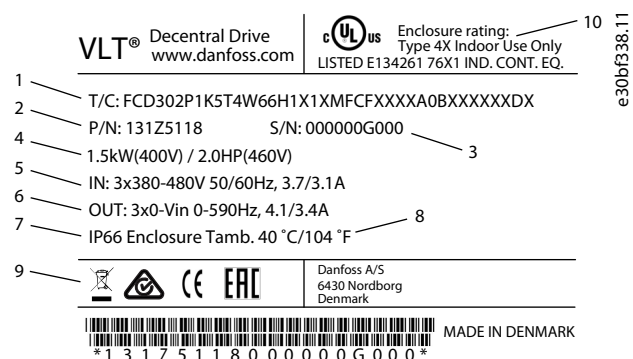 VLT® Decentral Drive
www.danfoss.com
c UL us
Enclosure rating:
Type 4X Indoor Use Only
LISTED E134261 76X1 IND. CONT. EQ.
10
e30bf338.11
1
T/C: FCD302P1K5T4W66H1X1XMFCFXXXXA0BXXXXXXDX
2
P/N: 131Z5118 S/N: 000000G000
3
4
1.5kW(400V) / 2.0HP(460V)
5
IN: 3x380-480V 50/60Hz, 3.7/3.1A
6
OUT: 3x0-Vin 0-590Hz, 4.1/3.4A
7
IP66 Enclosure Tamb. 40 °C/104 °F
8
9
CE EAC
Danfoss A/S
6430 Nordborg
Denmark
*13175118000000G000*
MADE IN DENMARK